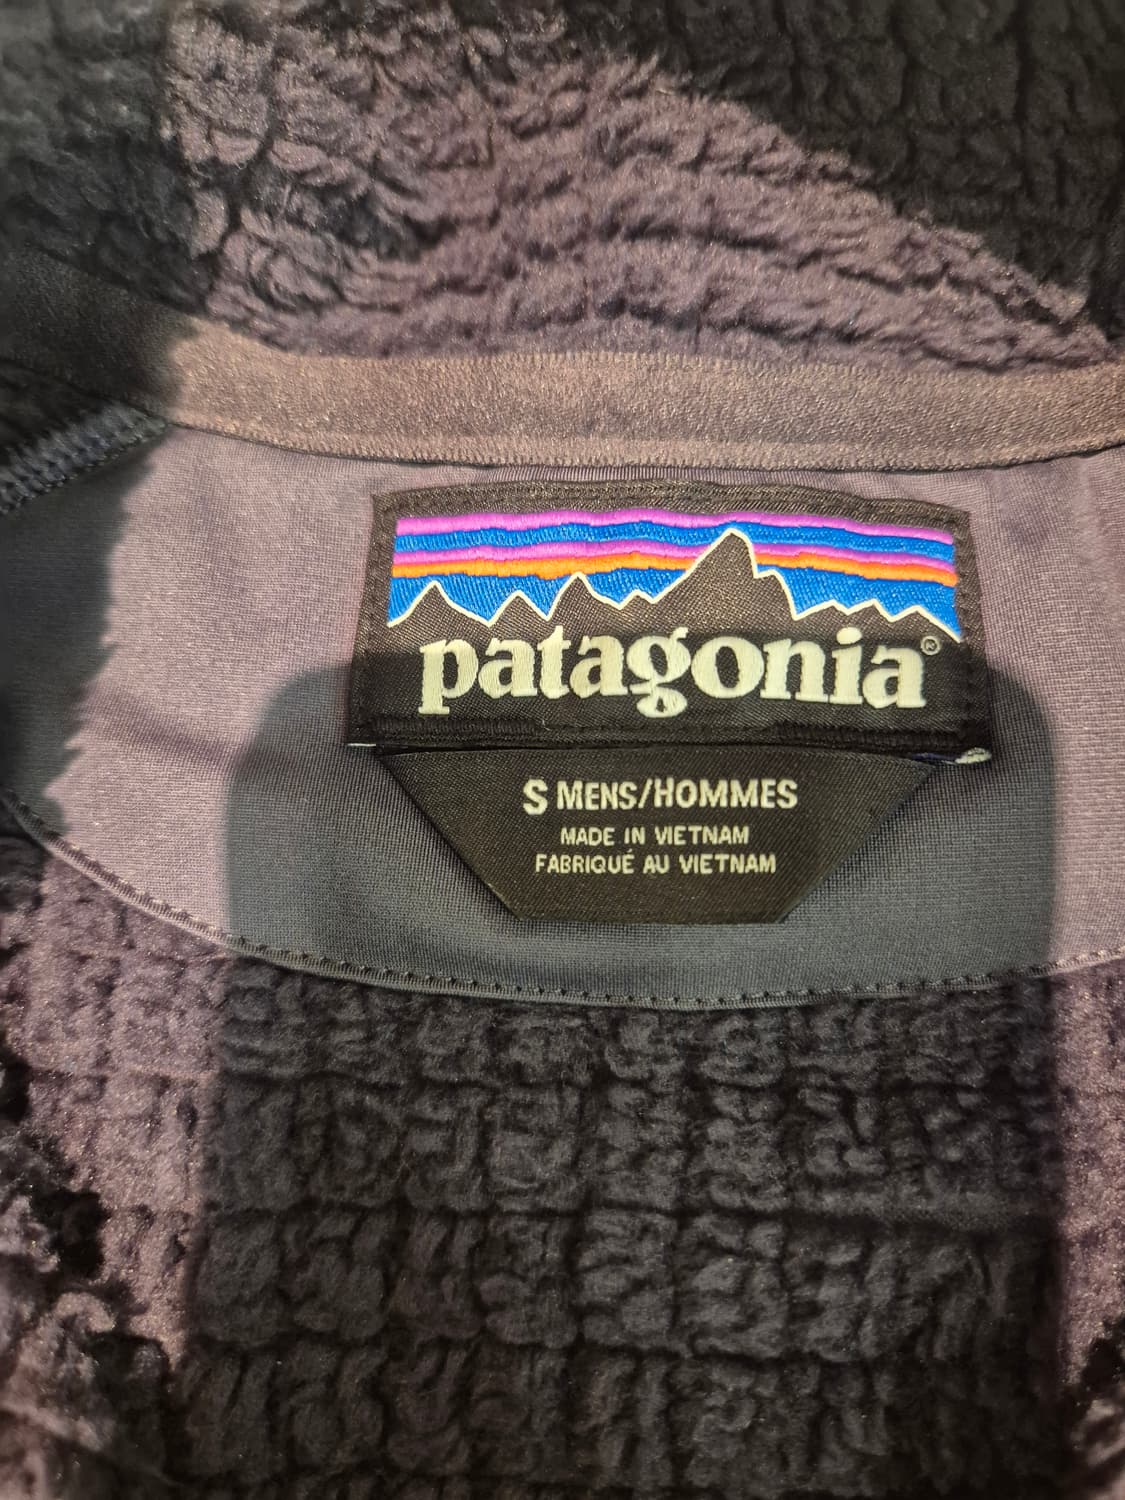 patagonia®
S MENS/HOMMES
MADE IN VIETNAM
FABRIQUÉ AU VIETNAM